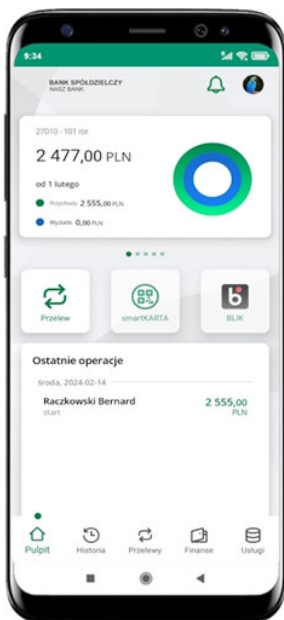 9:34
BANK SPÓŁDZIELCZY
NASZ BANK
27010 - 101 ror
2 477,00 PLN
od 1 lutego
Przychody 2 555,00 PLN
Wydatki 0,00 PLN
Przelew
smartKARTA
BLIK
Ostatnie operacje
środa, 2024-02-14
Raczkowski Bernard 2 555,00
start PLN
Pulpit Historia Przelewy Finanse Usługi